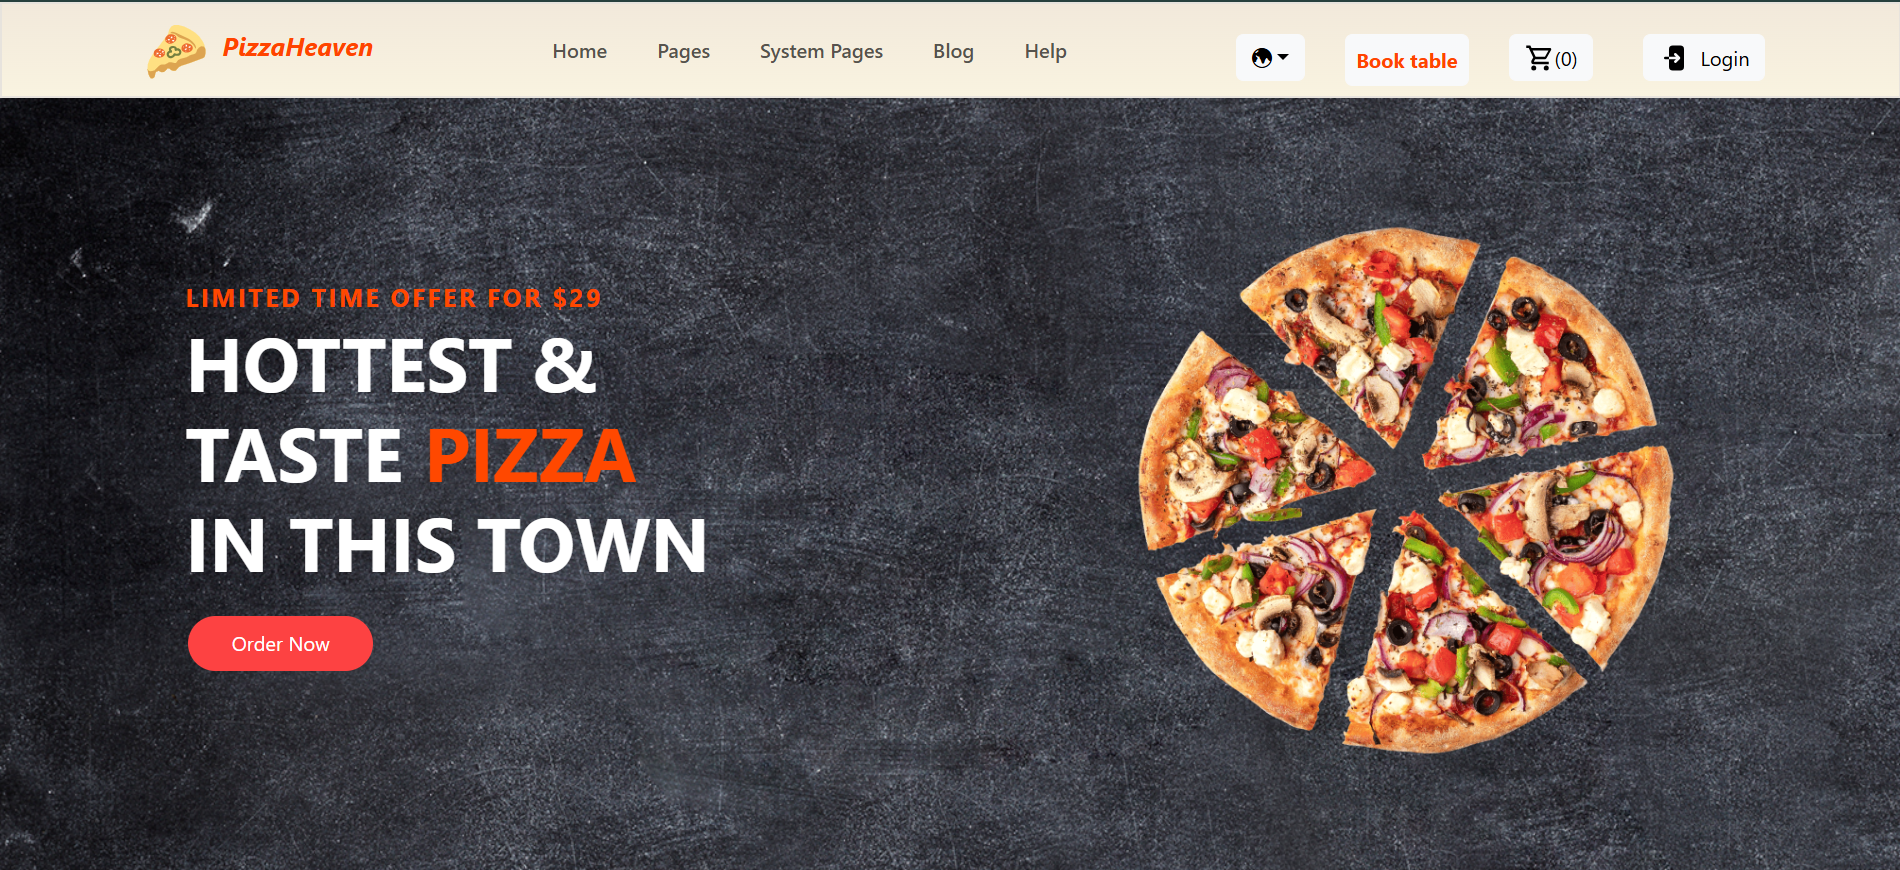 PizzaHeaven
Home Pages System Pages Blog Help
Book table
(0)
Login
LIMITED TIME OFFER FOR $29
HOTTEST &
TASTE PIZZA
IN THIS TOWN
Order Now